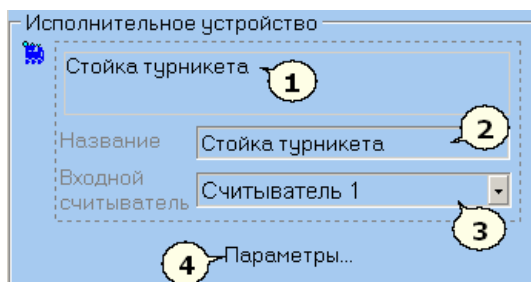 Исполнительное устройство
Стойка турникета
1
Название
Стойка турникета
2
Входной
считыватель
Считыватель 1
3
4
Параметры...